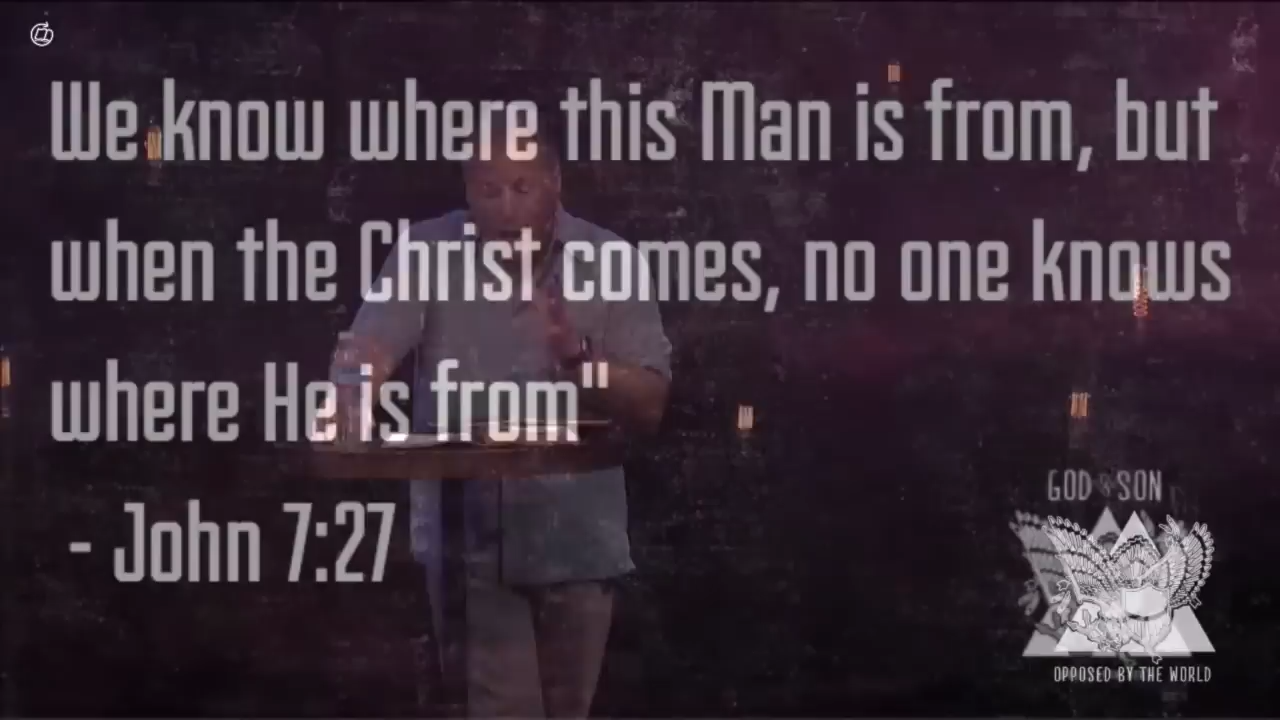 We know where this Man is from, but
when the Christ comes, no one knows
where He is from"
- John 7:27
GOD & SON
OPPOSED BY THE WORLD